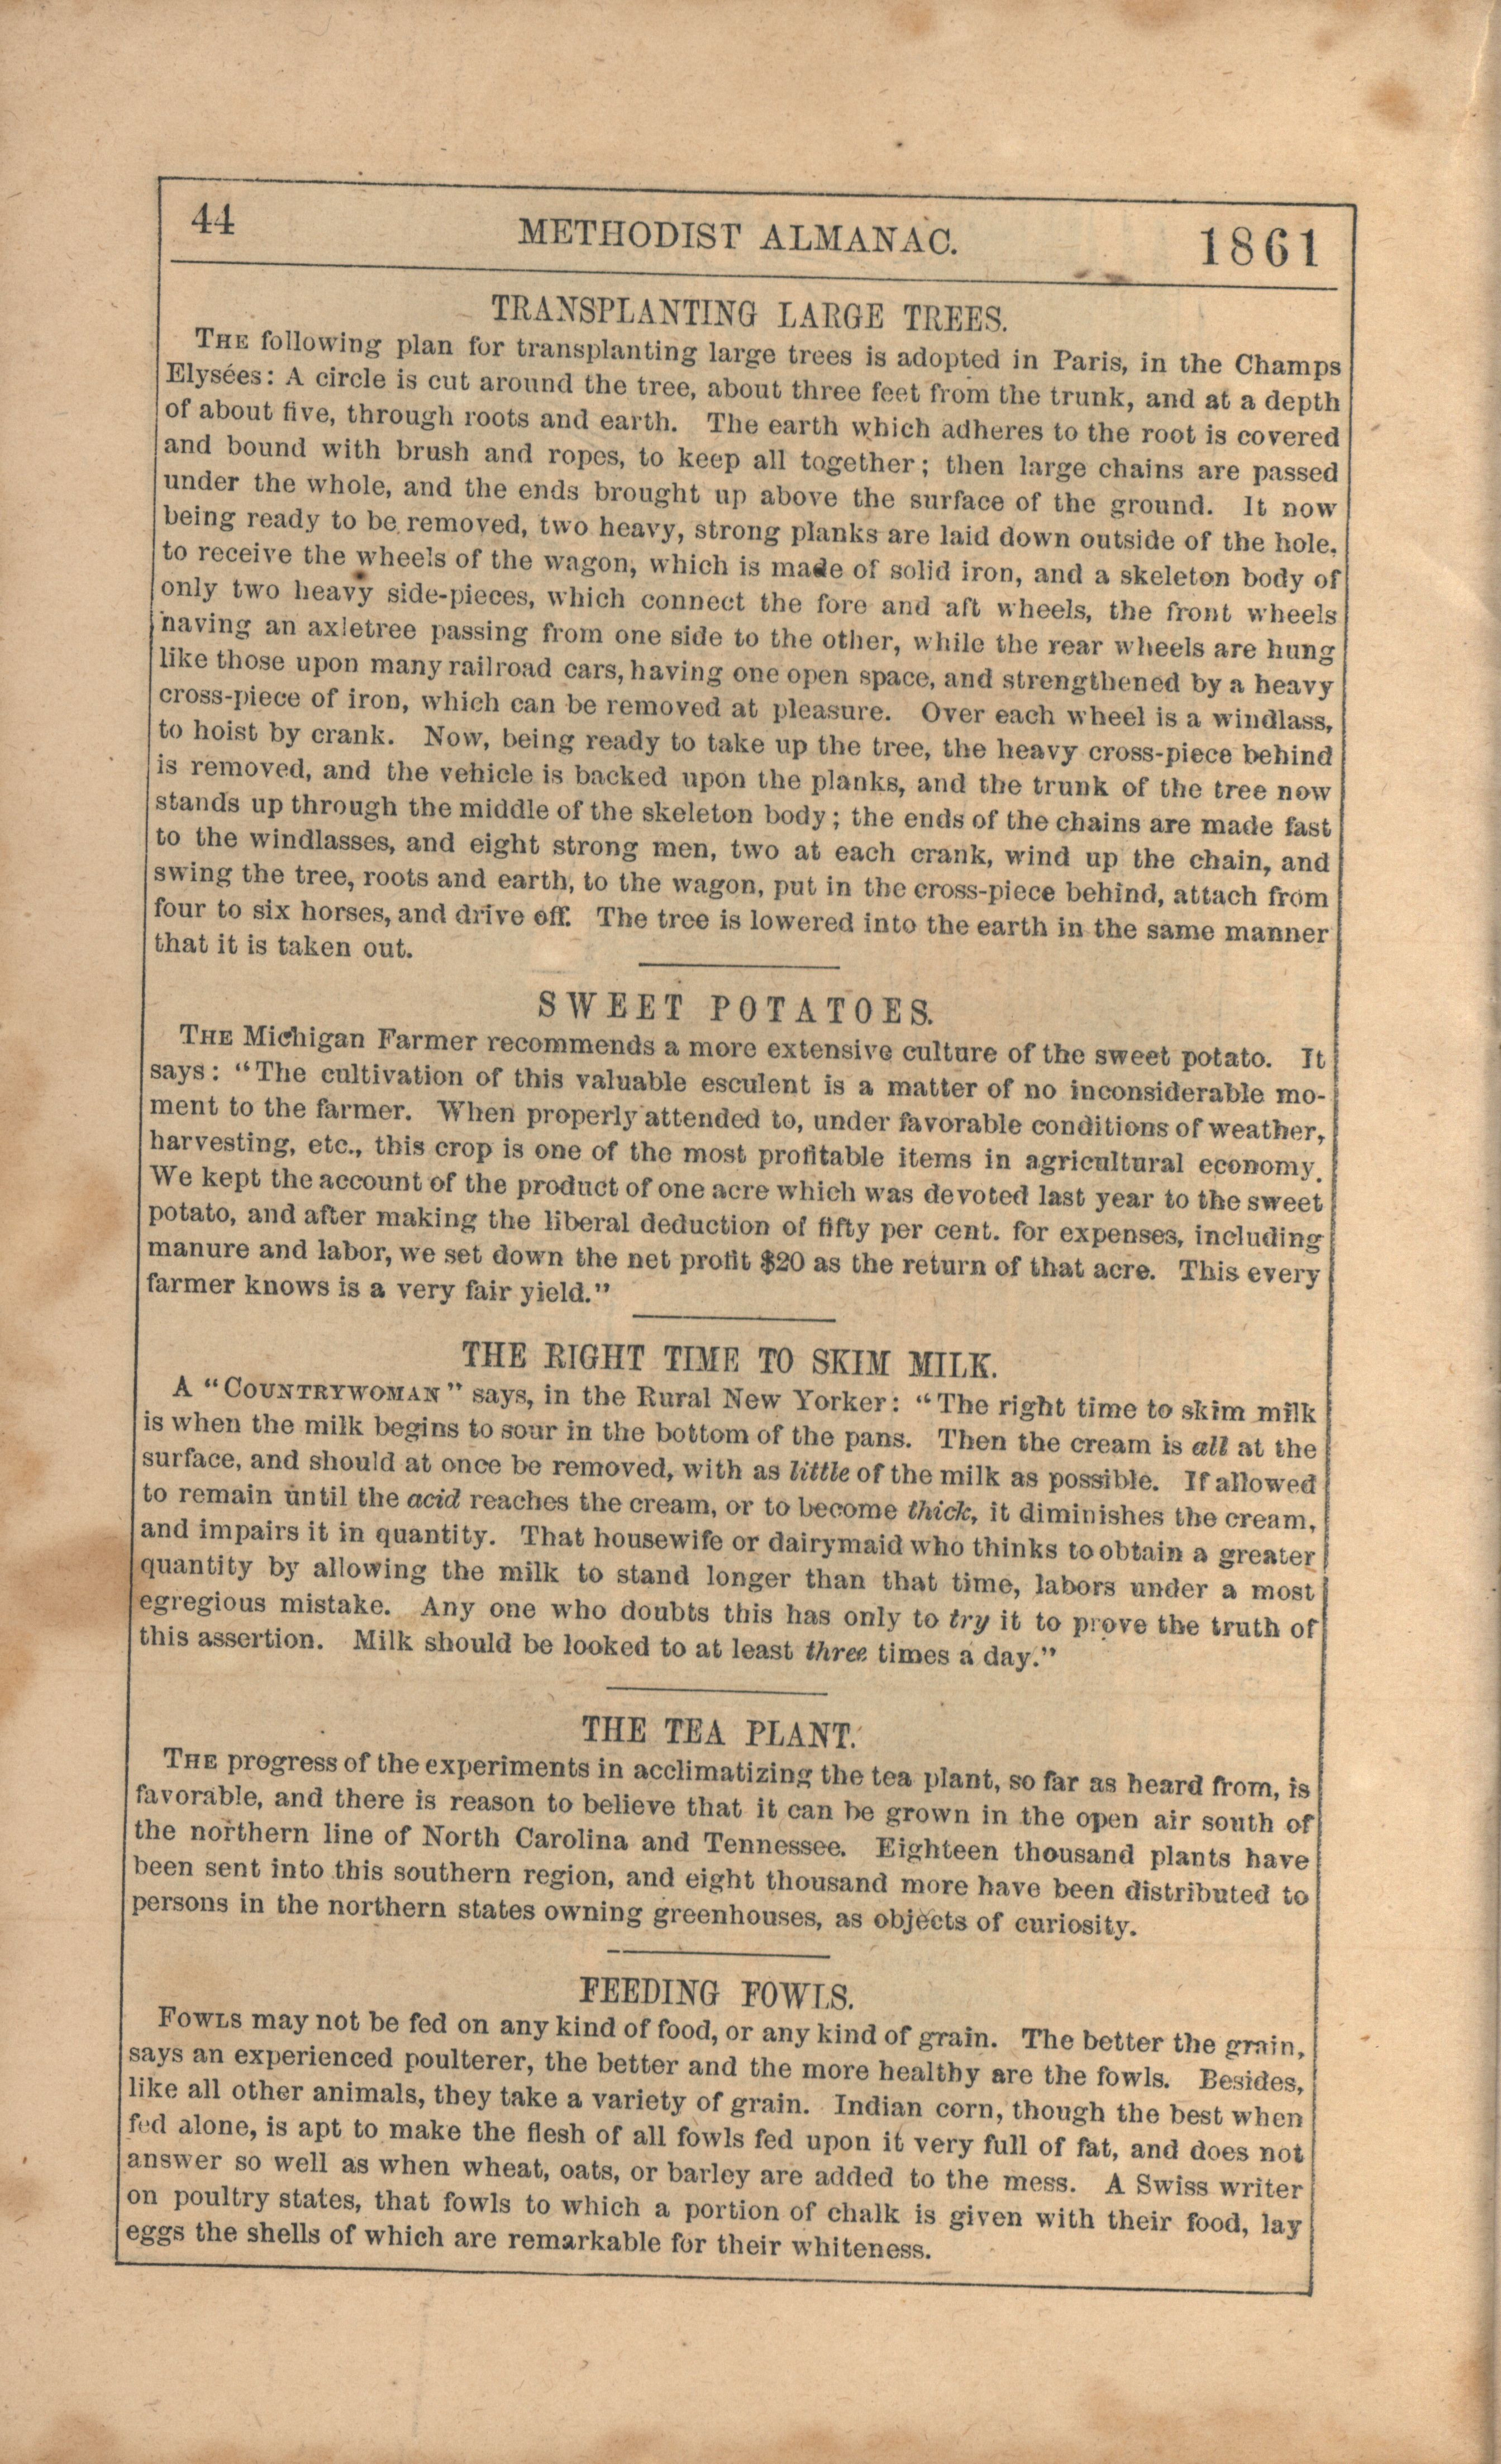 44
METHODIST ALMANAC.
1861
TRANSPLANTING LARGE TREES.
THE following plan for transplanting large trees is adopted in Paris, in the Champs
Elysées: A circle is cut around the tree, about three feet from the trunk, and at a depth
of about five, through roots and earth. The earth which adheres to the root is covered
and bound with brush and ropes, to keep all together; then large chains are passed
under the whole, and the ends brought up above the surface of the ground. It now
being ready to be removed, two heavy, strong planks are laid down outside of the hole,
to receive the wheels of the wagon, which is made of solid iron, and a skeleton body of
only two heavy side-pieces, which connect the fore and aft wheels, the front wheels
having an axletree passing from one side to the other, while the rear wheels are hung
like those upon many railroad cars, having one open space, and strengthened by a heavy
cross-piece of iron, which can be removed at pleasure. Over each wheel is a windlass,
to hoist by crank. Now, being ready to take up the tree, the heavy cross-piece behind
is removed, and the vehicle is backed upon the planks, and the trunk of the tree now
stands up through the middle of the skeleton body; the ends of the chains are made fast
to the windlasses, and eight strong men, two at each crank, wind up the chain, and
swing the tree, roots and earth, to the wagon, put in the cross-piece behind, attach from
four to six horses, and drive off. The tree is lowered into the earth in the same manner
that it is taken out.
SWEET POTATOES.
THE Michigan Farmer recommends a more extensive culture of the sweet potato. It
says: "The cultivation of this valuable esculent is a matter of no inconsiderable mo-
ment to the farmer. When properly attended to, under favorable conditions of weather,
harvesting, etc., this crop is one of the most profitable items in agricultural economy.
We kept the account of the product of one acre which was devoted last year to the sweet
potato, and after making the liberal deduction of fifty per cent. for expenses, including
manure and labor, we set down the net profit $20 as the return of that acre. This every
farmer knows is a very fair yield."
THE RIGHT TIME TO SKIM MILK.
A "COUNTRYWOMAN" says, in the Rural New Yorker: "The right time to skim milk
is when the milk begins to sour in the bottom of the pans. Then the cream is all at the
surface, and should at once be removed, with as little of the milk as possible. If allowed
to remain until the acid reaches the cream, or to become thick, it diminishes the cream,
and impairs it in quantity. That housewife or dairymaid who thinks to obtain a greater
quantity by allowing the milk to stand longer than that time, labors under a most
egregious mistake. Any one who doubts this has only to try it to prove the truth of
this assertion. Milk should be looked to at least three times a day."
THE TEA PLANT.
THE progress of the experiments in acclimatizing the tea plant, so far as heard from, is
favorable, and there is reason to believe that it can be grown in the open air south of
the northern line of North Carolina and Tennessee. Eighteen thousand plants have
been sent into this southern region, and eight thousand more have been distributed to
persons in the northern states owning greenhouses, as objects of curiosity.
FEEDING FOWLS.
FOWLS may not be fed on any kind of food, or any kind of grain. The better the grain,
says an experienced poulterer, the better and the more healthy are the fowls. Besides,
like all other animals, they take a variety of grain. Indian corn, though the best when
fed alone, is apt to make the flesh of all fowls fed upon it very full of fat, and does not
answer so well as when wheat, oats, or barley are added to the mess. A Swiss writer
on poultry states, that fowls to which a portion of chalk is given with their food, lay
eggs the shells of which are remarkable for their whiteness.